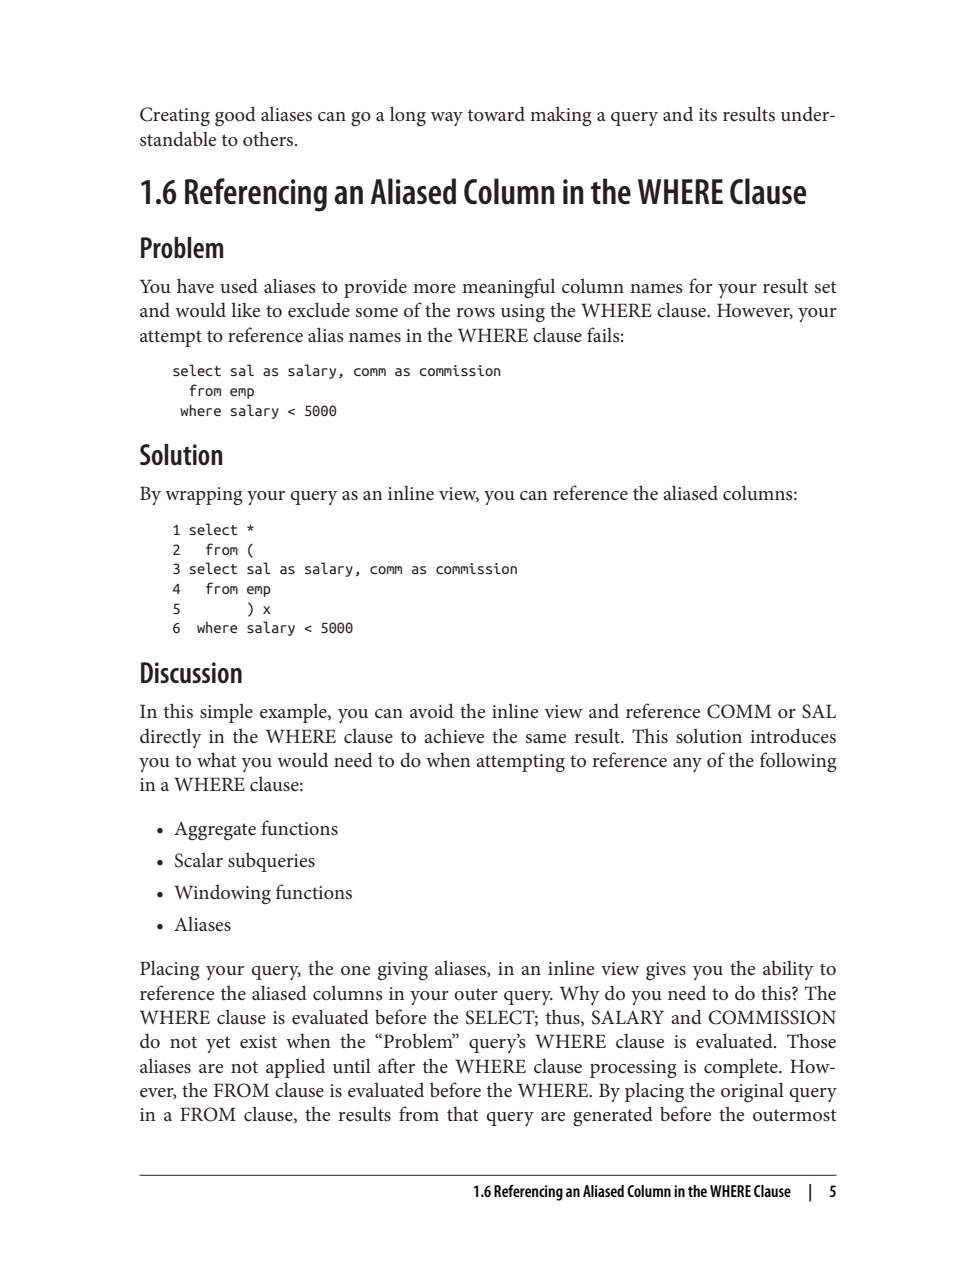 Creating good aliases can go a long way toward making a query and its results under-
standable to others.
1.6 Referencing an Aliased Column in the WHERE Clause
Problem
You have used aliases to provide more meaningful column names for your result set
and would like to exclude some of the rows using the WHERE clause. However, your
attempt to reference alias names in the WHERE clause fails:
select sal as salary, comm as commission
  from emp
 where salary < 5000
Solution
By wrapping your query as an inline view, you can reference the aliased columns:
1 select *
2   from (
3 select sal as salary, comm as commission
4   from emp
5        ) x
6  where salary < 5000
Discussion
In this simple example, you can avoid the inline view and reference COMM or SAL
directly in the WHERE clause to achieve the same result. This solution introduces
you to what you would need to do when attempting to reference any of the following
in a WHERE clause:
• Aggregate functions
• Scalar subqueries
• Windowing functions
• Aliases
Placing your query, the one giving aliases, in an inline view gives you the ability to
reference the aliased columns in your outer query. Why do you need to do this? The
WHERE clause is evaluated before the SELECT; thus, SALARY and COMMISSION
do not yet exist when the “Problem” query’s WHERE clause is evaluated. Those
aliases are not applied until after the WHERE clause processing is complete. How-
ever, the FROM clause is evaluated before the WHERE. By placing the original query
in a FROM clause, the results from that query are generated before the outermost
1.6 Referencing an Aliased Column in the WHERE Clause | 5